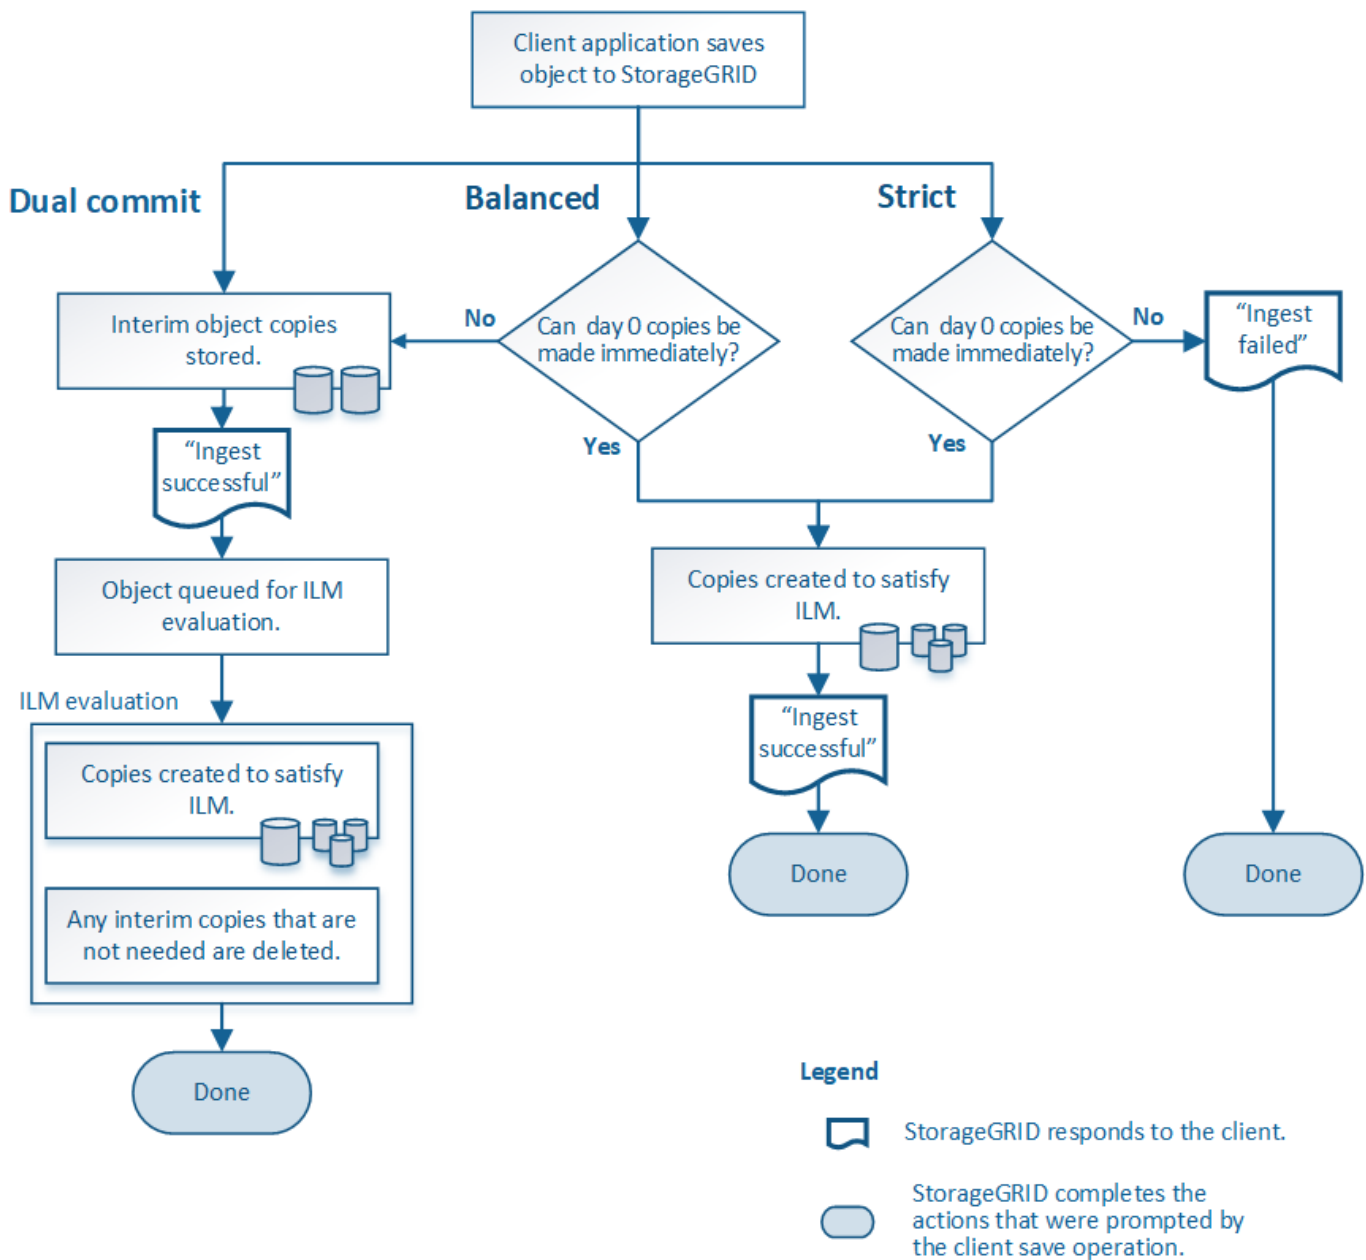 Client application saves
object to StorageGRID
Dual commit
Balanced
Strict
Interim object copies
stored.
No
Can day 0 copies be
made immediately?
Yes
Can day 0 copies be
made immediately?
No
Yes
“Ingest
failed”
“Ingest
successful”
Object queued for ILM
evaluation.
Copies created to satisfy
ILM.
ILM evaluation
“Ingest
successful”
Copies created to satisfy
ILM.
Any interim copies that are
not needed are deleted.
Done
Done
Done
Legend
StorageGRID responds to the client.
StorageGRID completes the
actions that were prompted by
the client save operation.